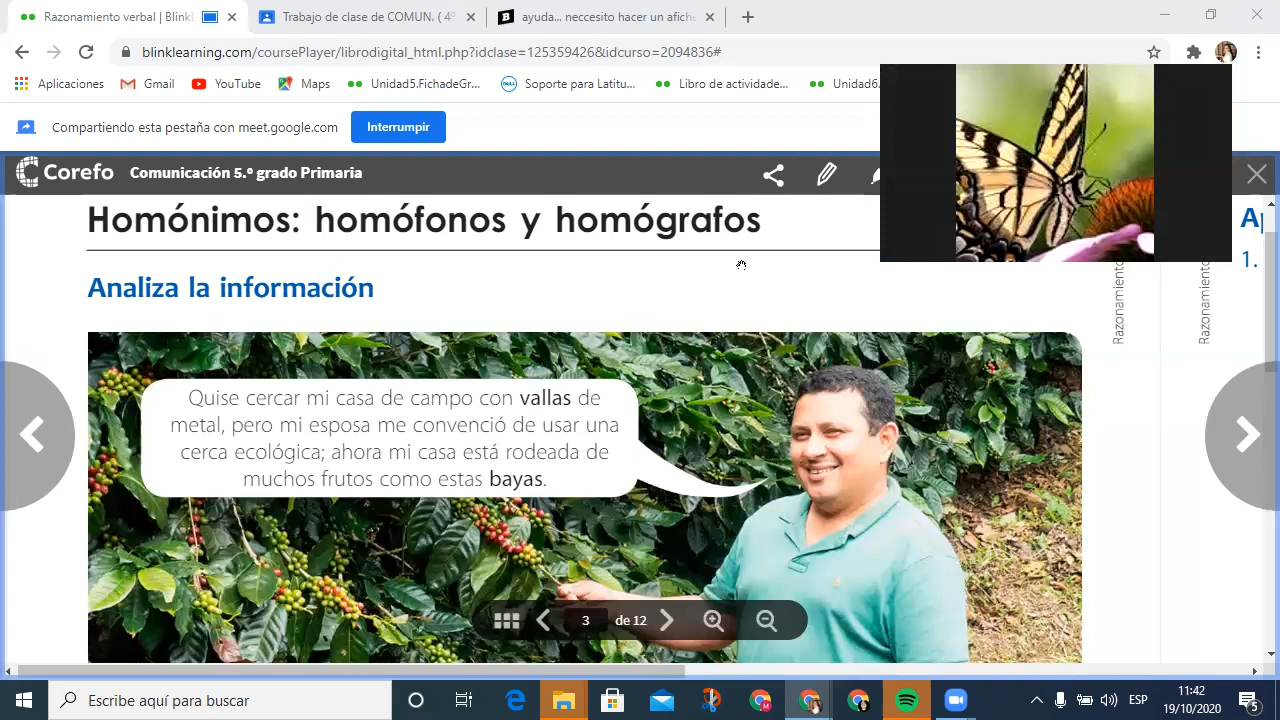 Razonamiento verbal | BlinkL
Trabajo de clase de COMUN. ( 4º
ayuda... neccesito hacer un afiche
blinklearning.com/coursePlayer/librodigital_html.php?idclase=125359426&idcurso=2094836#
Aplicaciones
Gmail
YouTube
Maps
Unidad5.FichadeGr...
Soporte para Latitu...
Libro de actividade...
Unidad6.
Compartiendo esta pestaña con meet.google.com
Interrumpir
Corefo
Comunicación 5.º grado Primaria
Homónimos: homófonos y homógrafos
Analiza la información
Quise cercar mi casa de campo con vallas de
metal, pero mi esposa me convenció de usar una
cerca ecológica; ahora mi casa está rodeada de
muchos frutos como estas bayas.
Razonamiento
Razonamiento
1.
3 de 12
Escribe aquí para buscar
ESP
11:42
19/10/2020
5